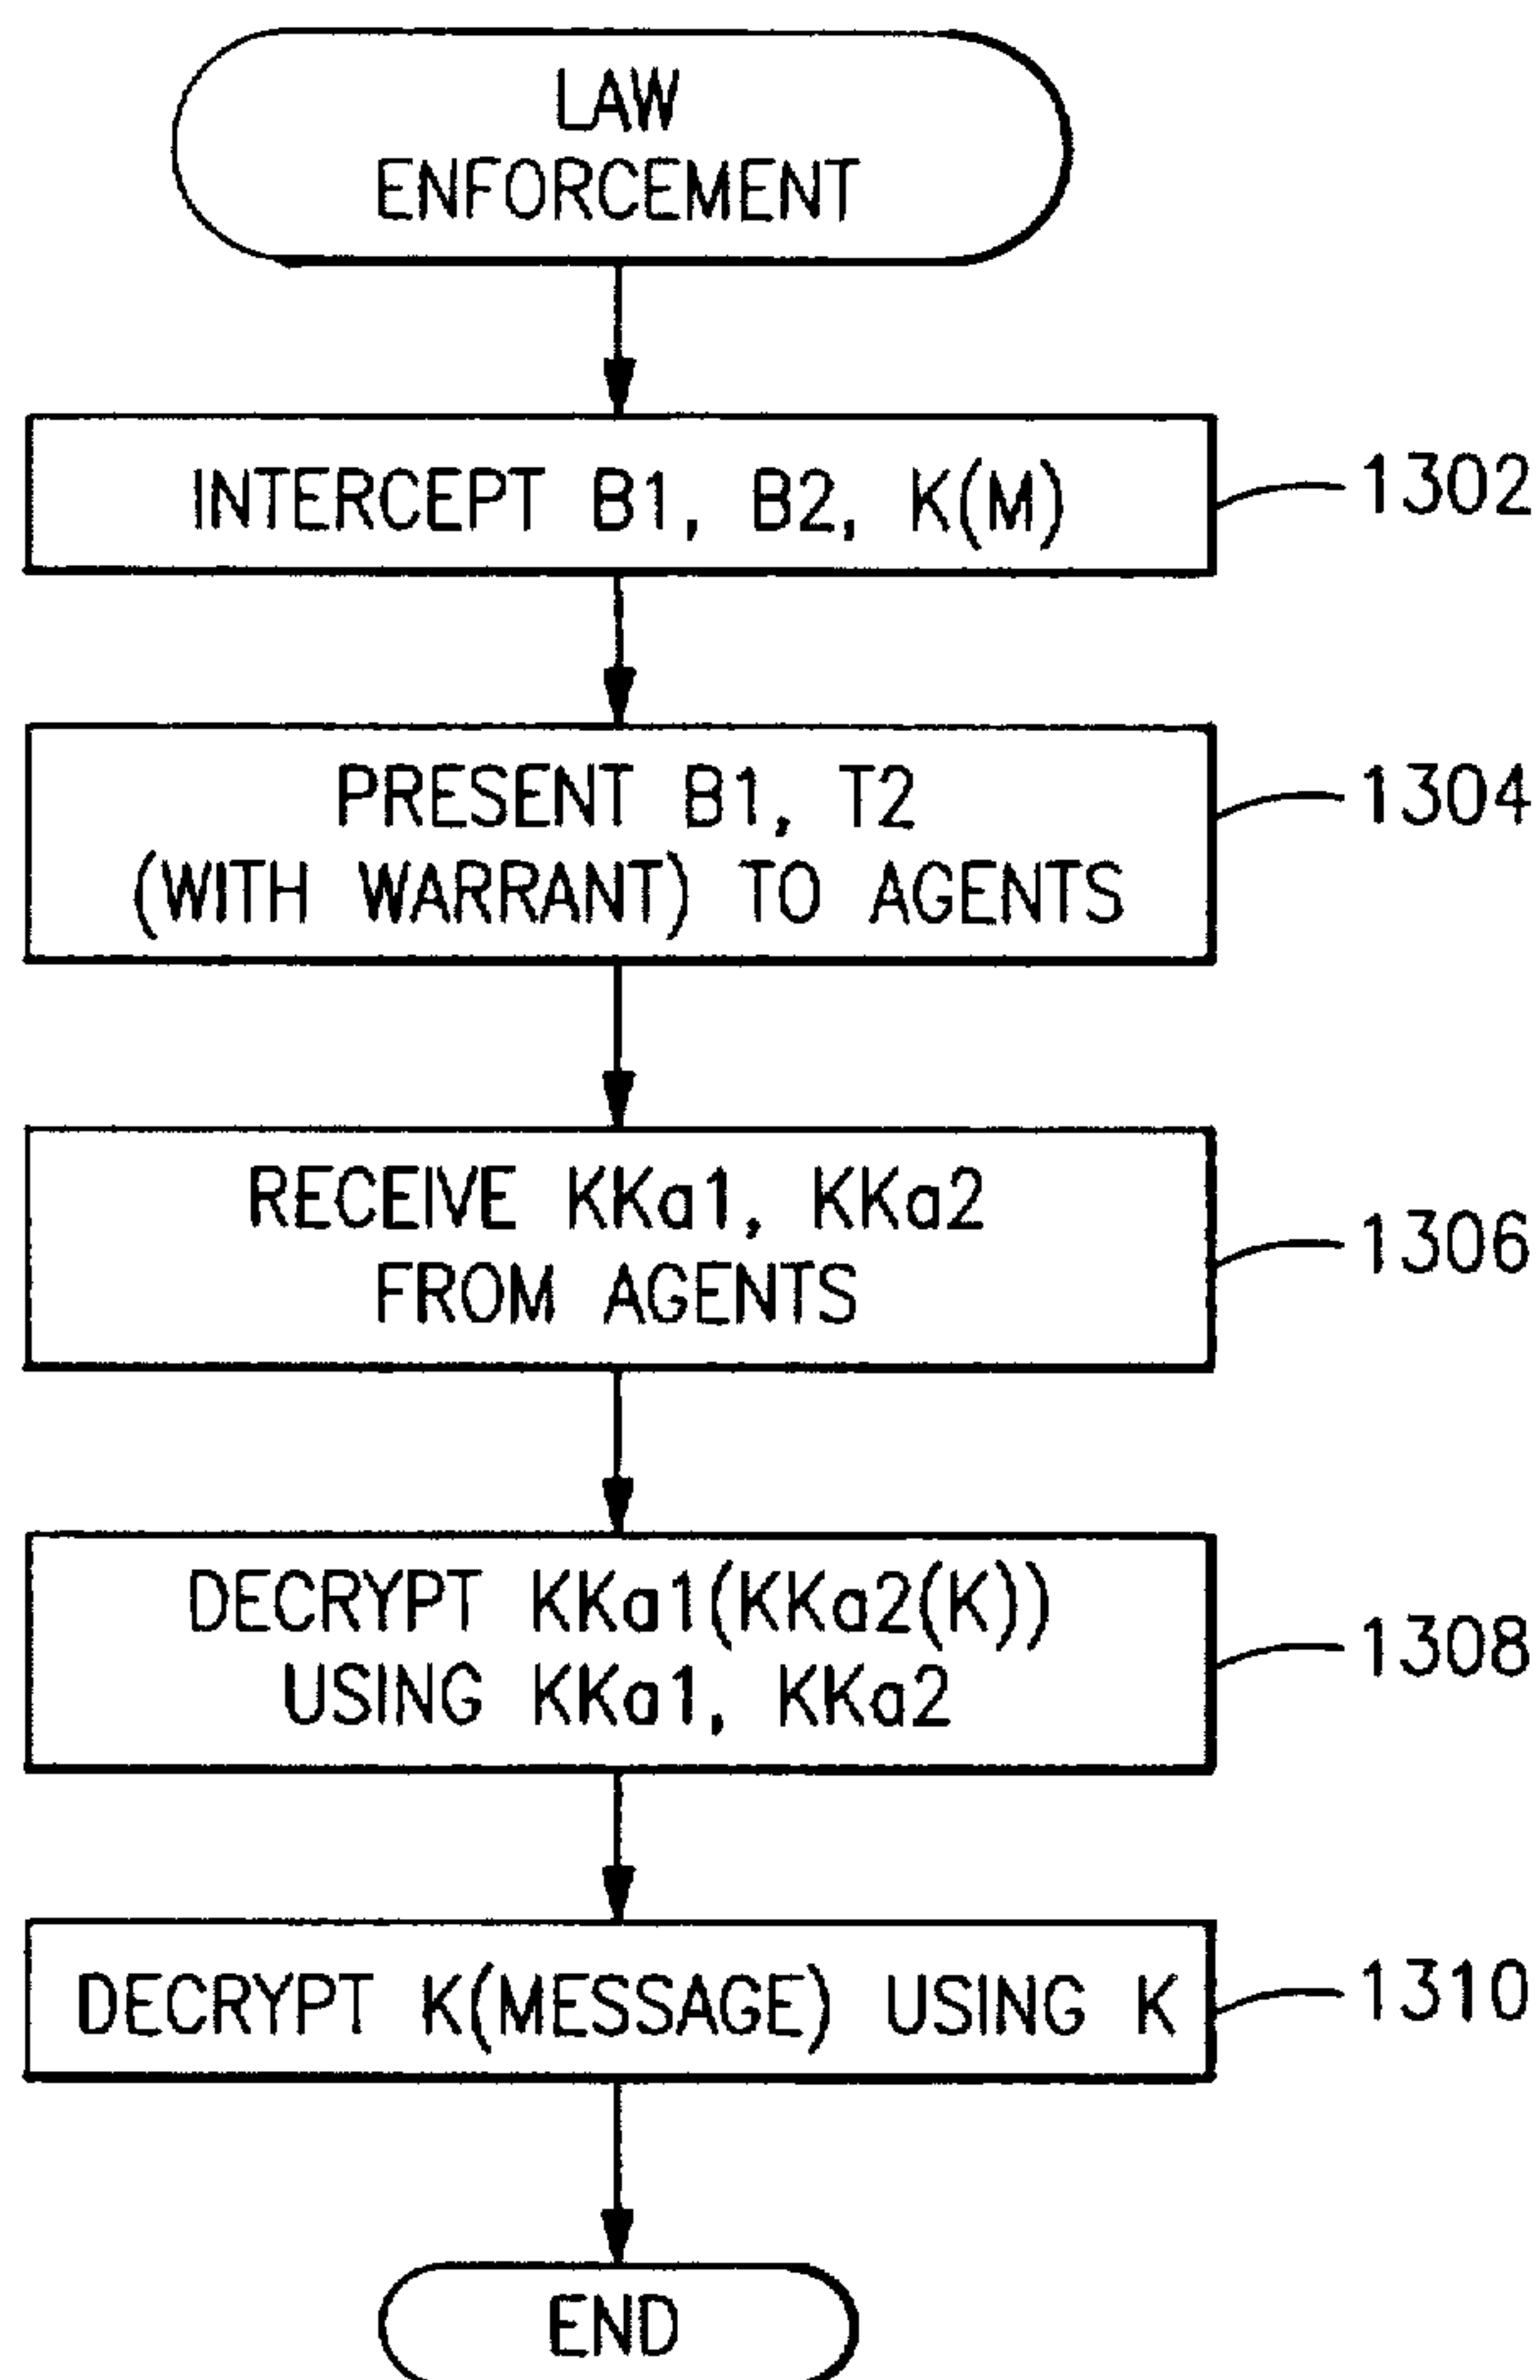 LAW
ENFORCEMENT
INTERCEPT B1, B2, K(M)
1302
PRESENT B1, T2
(WITH WARRANT) TO AGENTS
1304
RECEIVE KKa1, KKa2
FROM AGENTS
1306
DECRYPT KKa1(KKa2(K))
USING KKa1, KKa2
1308
DECRYPT K(MESSAGE) USING K
1310
END